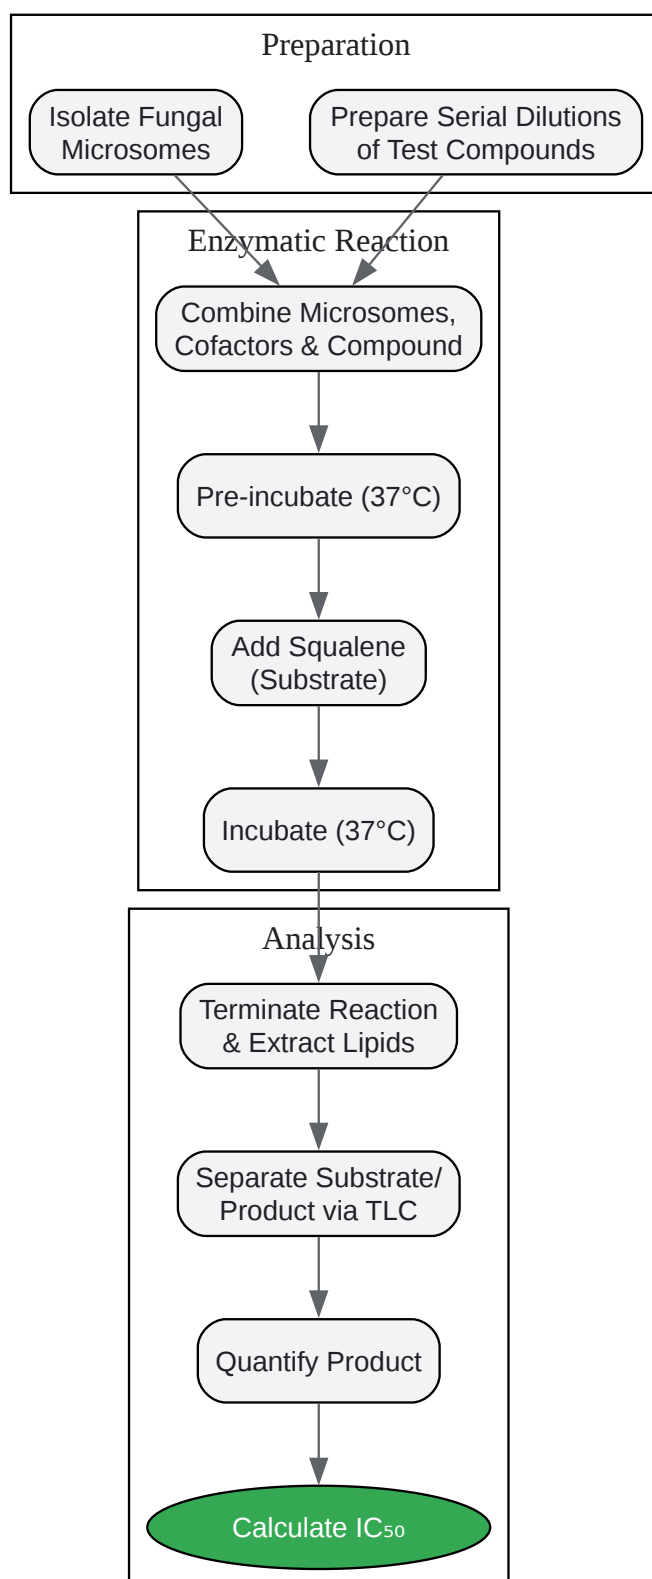 Preparation
Isolate Fungal
Microsomes
Prepare Serial Dilutions
of Test Compounds
Enzymatic Reaction
Combine Microsomes,
Cofactors & Compound
Pre-incubate (37°C)
Add Squalene
(Substrate)
Incubate (37°C)
Analysis
Terminate Reaction
& Extract Lipids
Separate Substrate/
Product via TLC
Quantify Product
Calculate IC₅₀